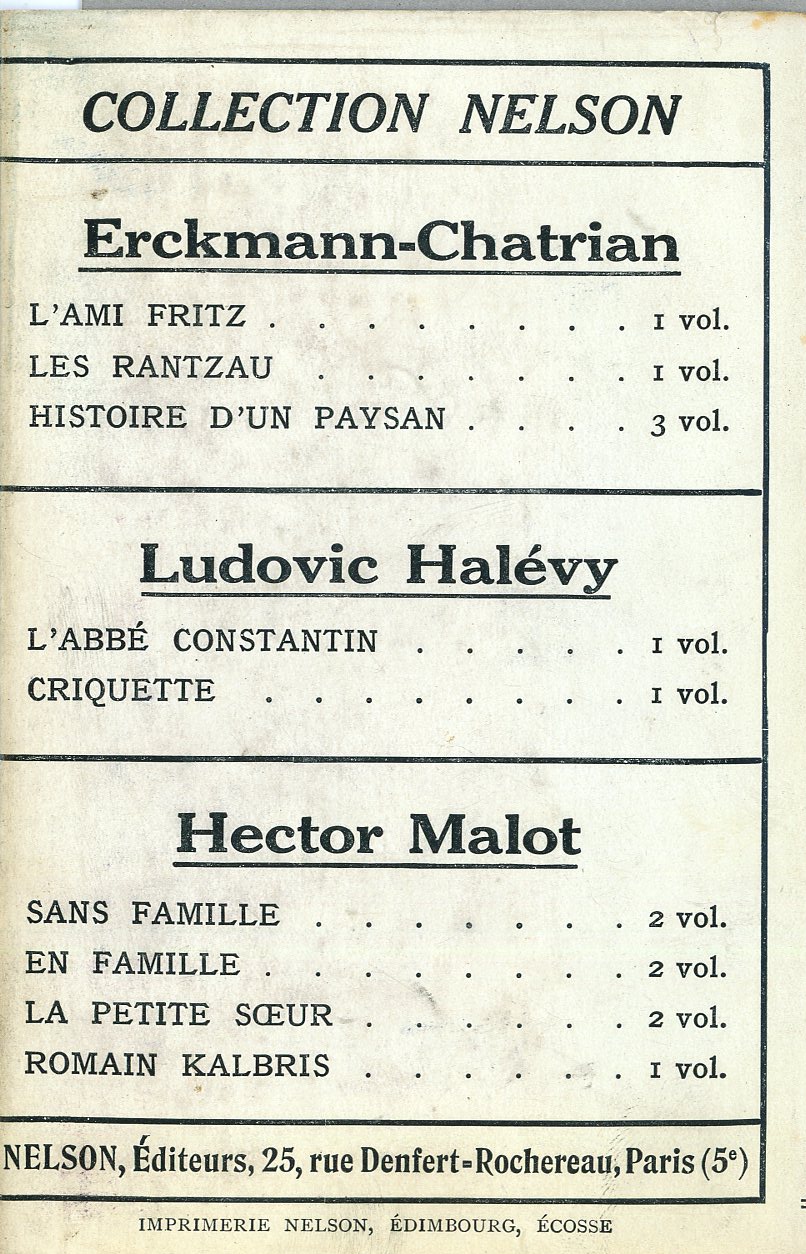 COLLECTION NELSON
Erckmann-Chatrian
L'AMI FRITZ . . . . . . . . 1 vol.
LES RANTZAU . . . . . . . 1 vol.
HISTOIRE D'UN PAYSAN . . . . 3 vol.
Ludovic Halévy
L'ABBÉ CONSTANTIN . . . . . 1 vol.
CRIQUETTE . . . . . . . . 1 vol.
Hector Malot
SANS FAMILLE . . . . . . . 2 vol.
EN FAMILLE . . . . . . . . 2 vol.
LA PETITE SŒUR . . . . . . 2 vol.
ROMAIN KALBRIS . . . . . . 1 vol.
NELSON, Éditeurs, 25, rue Denfert-Rochereau, Paris (5e)
IMPRIMERIE NELSON, ÉDIMBOURG, ÉCOSSE